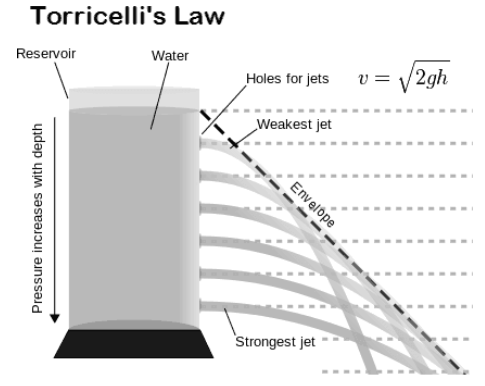 Torricelli's Law
Reservoir
Water
Holes for jets
v = √2gh
Weakest jet
Envelope
Pressure increases with depth
Strongest jet